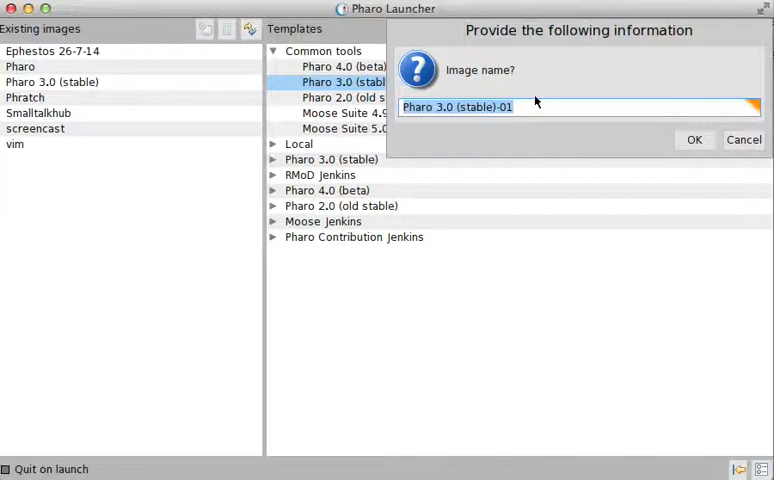 Pharo Launcher
Existing images
Ephestos 26-7-14
Pharo
Pharo 3.0 (stable)
Phratch
Smalltalkhub
screencast
vim
Templates
Common tools
Pharo 4.0 (beta)
Pharo 3.0 (stabl
Pharo 2.0 (old s
Moose Suite 4.9
Moose Suite 5.0
Local
Pharo 3.0 (stable)
RMoD Jenkins
Pharo 4.0 (beta)
Pharo 2.0 (old stable)
Moose Jenkins
Pharo Contribution Jenkins
Provide the following information
Image name?
Pharo 3.0 (stable)-01
OK
Cancel
Quit on launch